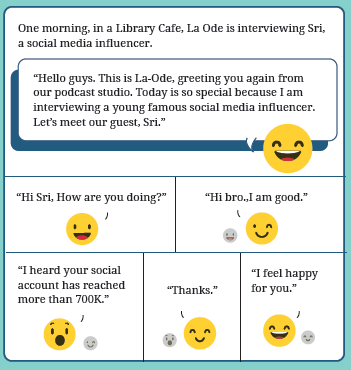 One morning, in a Library Cafe, La Ode is interviewing Sri,
a social media influencer.
“Hello guys. This is La-Ode, greeting you again from
our podcast studio. Today is so special because I am
interviewing a young famous social media influencer.
Let’s meet our guest, Sri.”
“Hi Sri, How are you doing?”
“Hi bro.,I am good.”
“I heard your social
account has reached
more than 700K.”
“Thanks.”
“I feel happy
for you.”